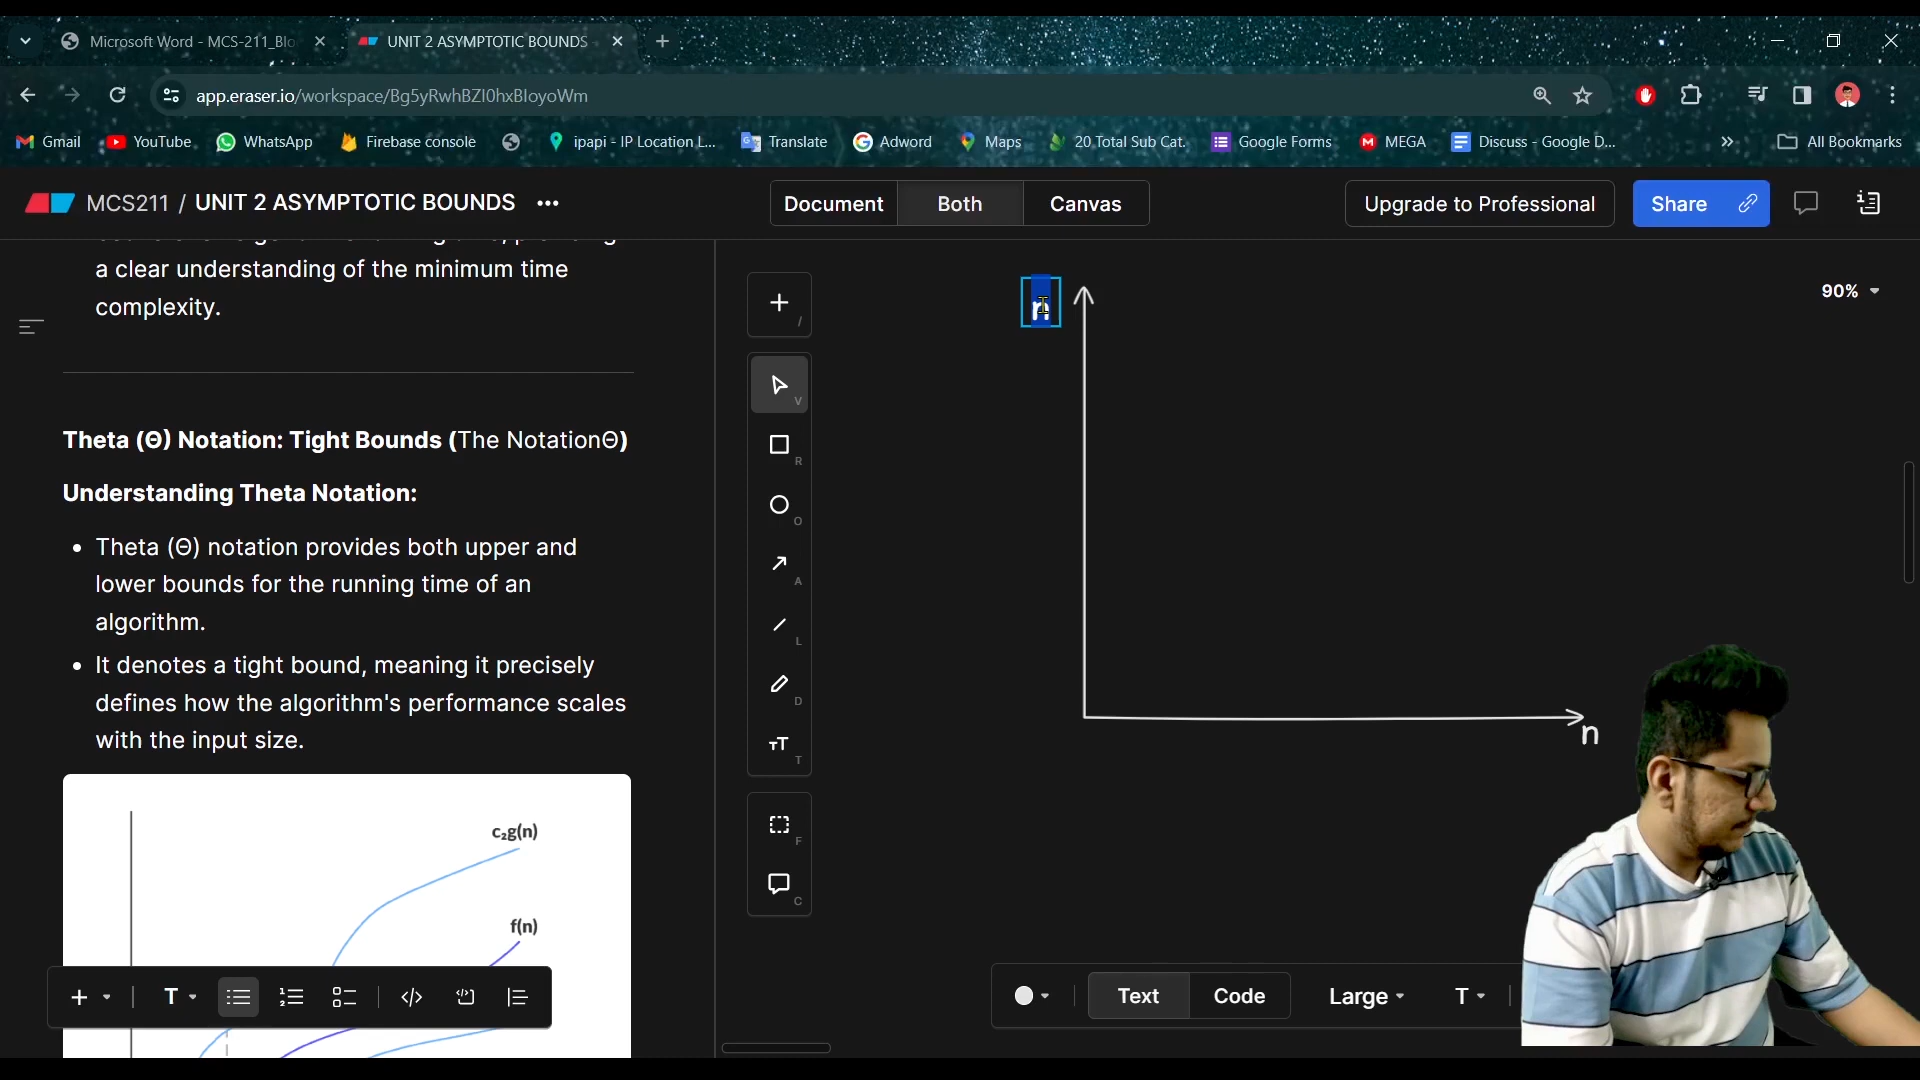 Microsoft Word - MCS-211_Blo
UNIT 2 ASYMPTOTIC BOUNDS
app.eraser.io/workspace/Bg5yRwhBZI0hxBIoyoWm
Gmail
YouTube
WhatsApp
Firebase console
ipapi - IP Location L...
Translate
Adword
Maps
20 Total Sub Cat.
Google Forms
MEGA
Discuss - Google D...
All Bookmarks
MCS211 / UNIT 2 ASYMPTOTIC BOUNDS
Document
Both
Canvas
Upgrade to Professional
Share
a clear understanding of the minimum time
complexity.
Theta (Θ) Notation: Tight Bounds (The NotationΘ)
Understanding Theta Notation:
• Theta (Θ) notation provides both upper and
lower bounds for the running time of an
algorithm.
• It denotes a tight bound, meaning it precisely
defines how the algorithm's performance scales
with the input size.
c₂g(n)
f(n)
T
/
V
R
O
A
L
D
TT
T
F
C
n
n
90%
Text
Code
Large
T